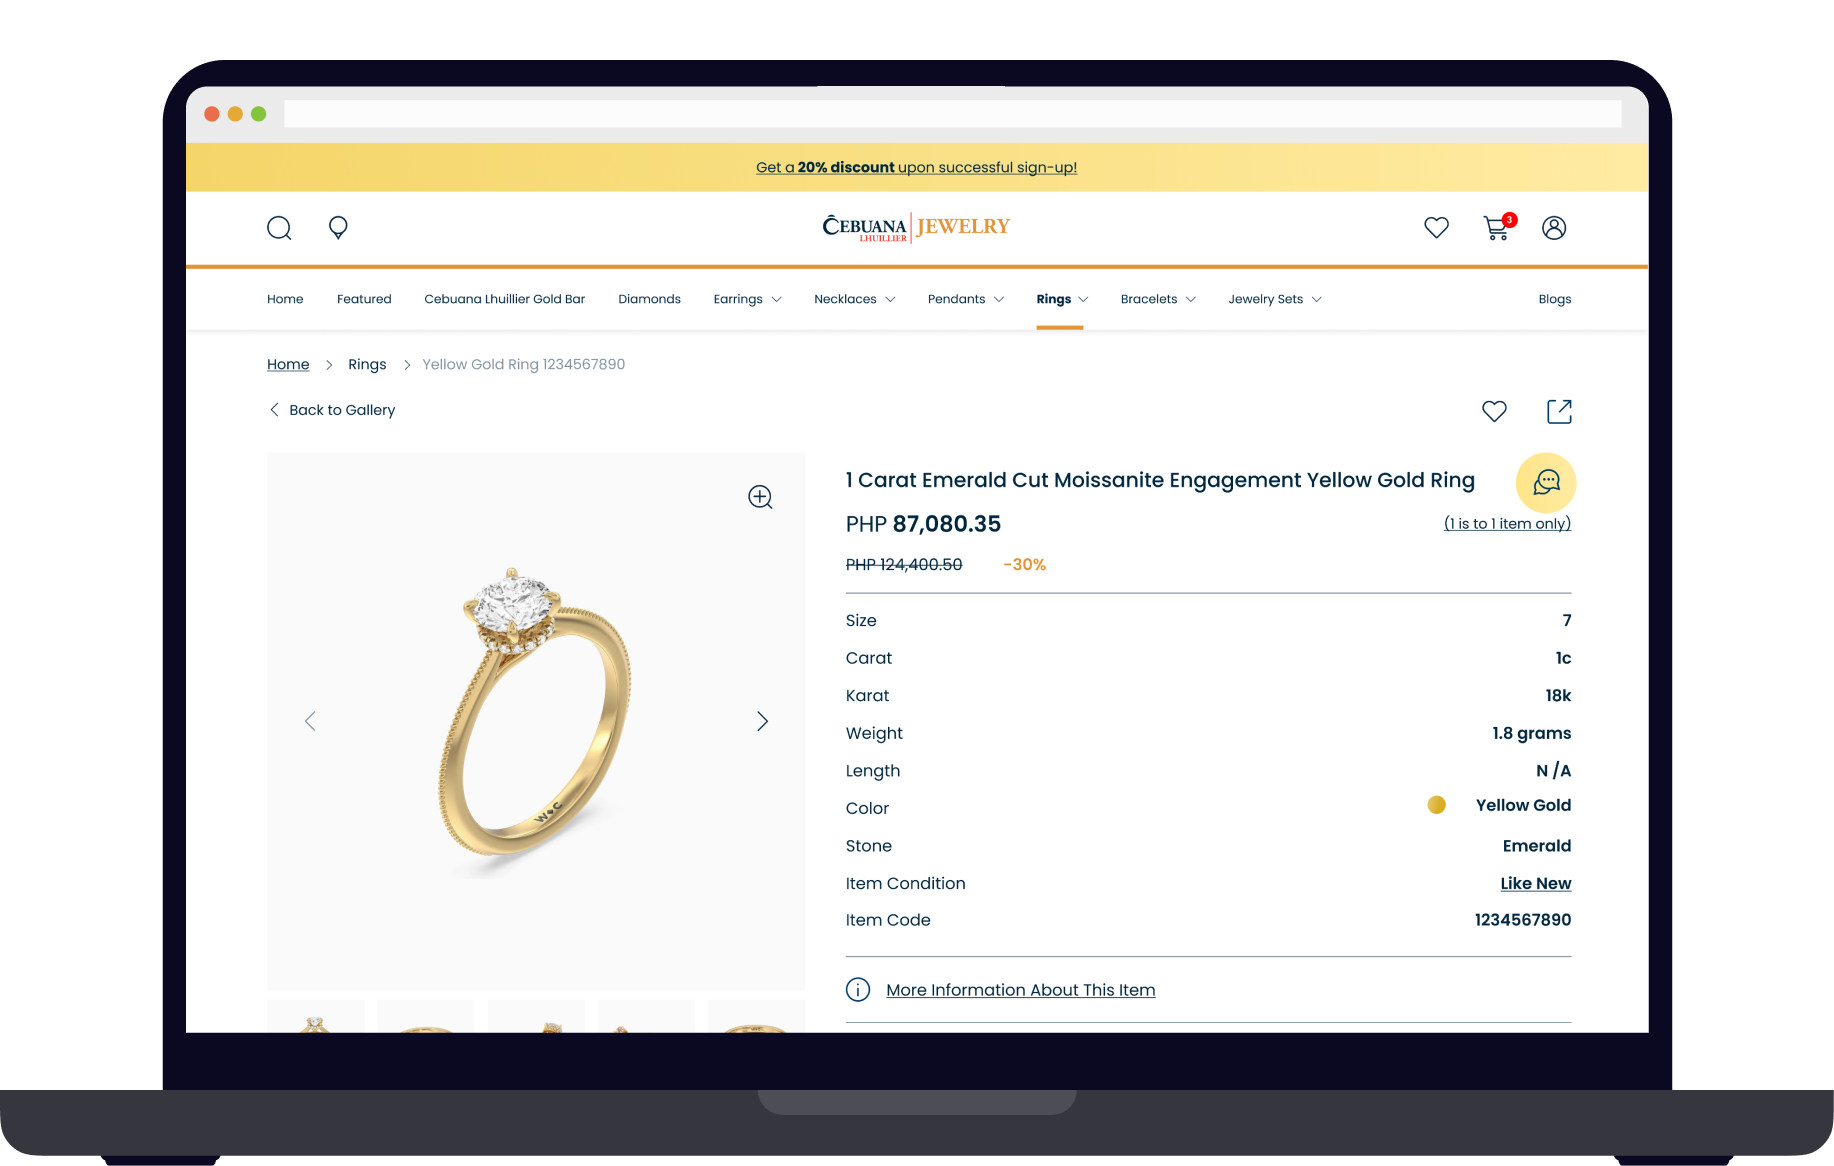 Get a 20% discount upon successful sign-up!
ĈEBUANA LHUILLIER JEWELRY
3
Home Featured Cebuana Lhuillier Gold Bar Diamonds Earrings Necklaces Pendants Rings Bracelets Jewelry Sets Blogs
Home > Rings > Yellow Gold Ring 1234567890
Back to Gallery
1 Carat Emerald Cut Moissanite Engagement Yellow Gold Ring
PHP 87,080.35 (1 is to 1 item only)
PHP 124,400.50 -30%
Size 7
Carat 1c
Karat 18k
Weight 1.8 grams
Length N /A
Color Yellow Gold
Stone Emerald
Item Condition Like New
Item Code 1234567890
More Information About This Item
W C